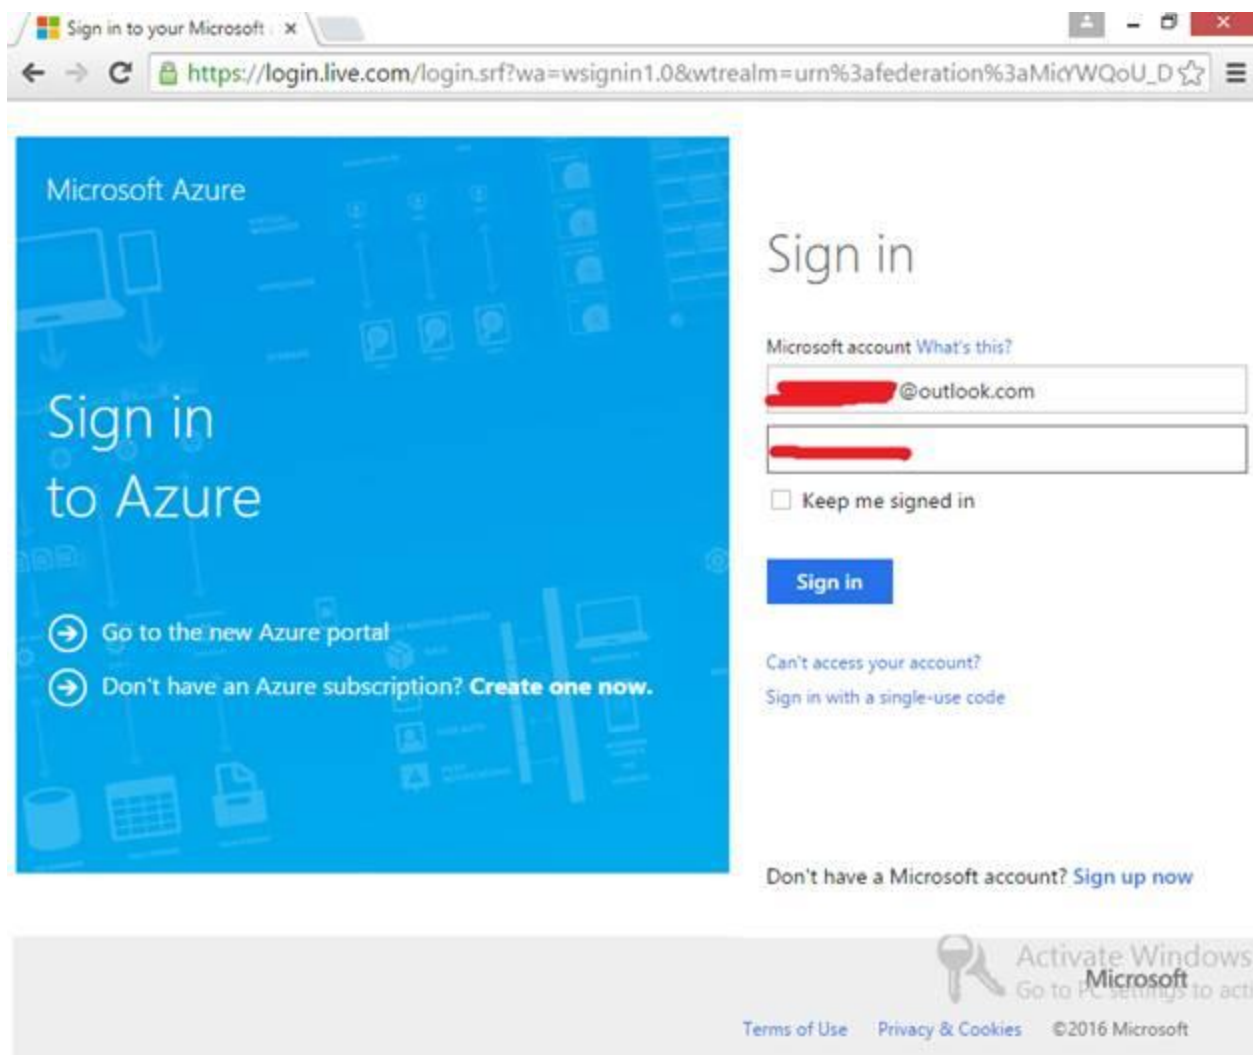 Sign in to your Microsoft
https://login.live.com/login.srf?wa=wsignin1.0&wtrealm=urn%3afederation%3aMicYWQoU_D
Microsoft Azure
Sign in
to Azure
Go to the new Azure portal
Don't have an Azure subscription? Create one now.
Sign in
Microsoft account What's this?
@outlook.com
Keep me signed in
Sign in
Can't access your account?
Sign in with a single-use code
Don't have a Microsoft account? Sign up now
Activate Windows
Microsoft
Go to PC settings to acti
Terms of Use Privacy & Cookies ©2016 Microsoft